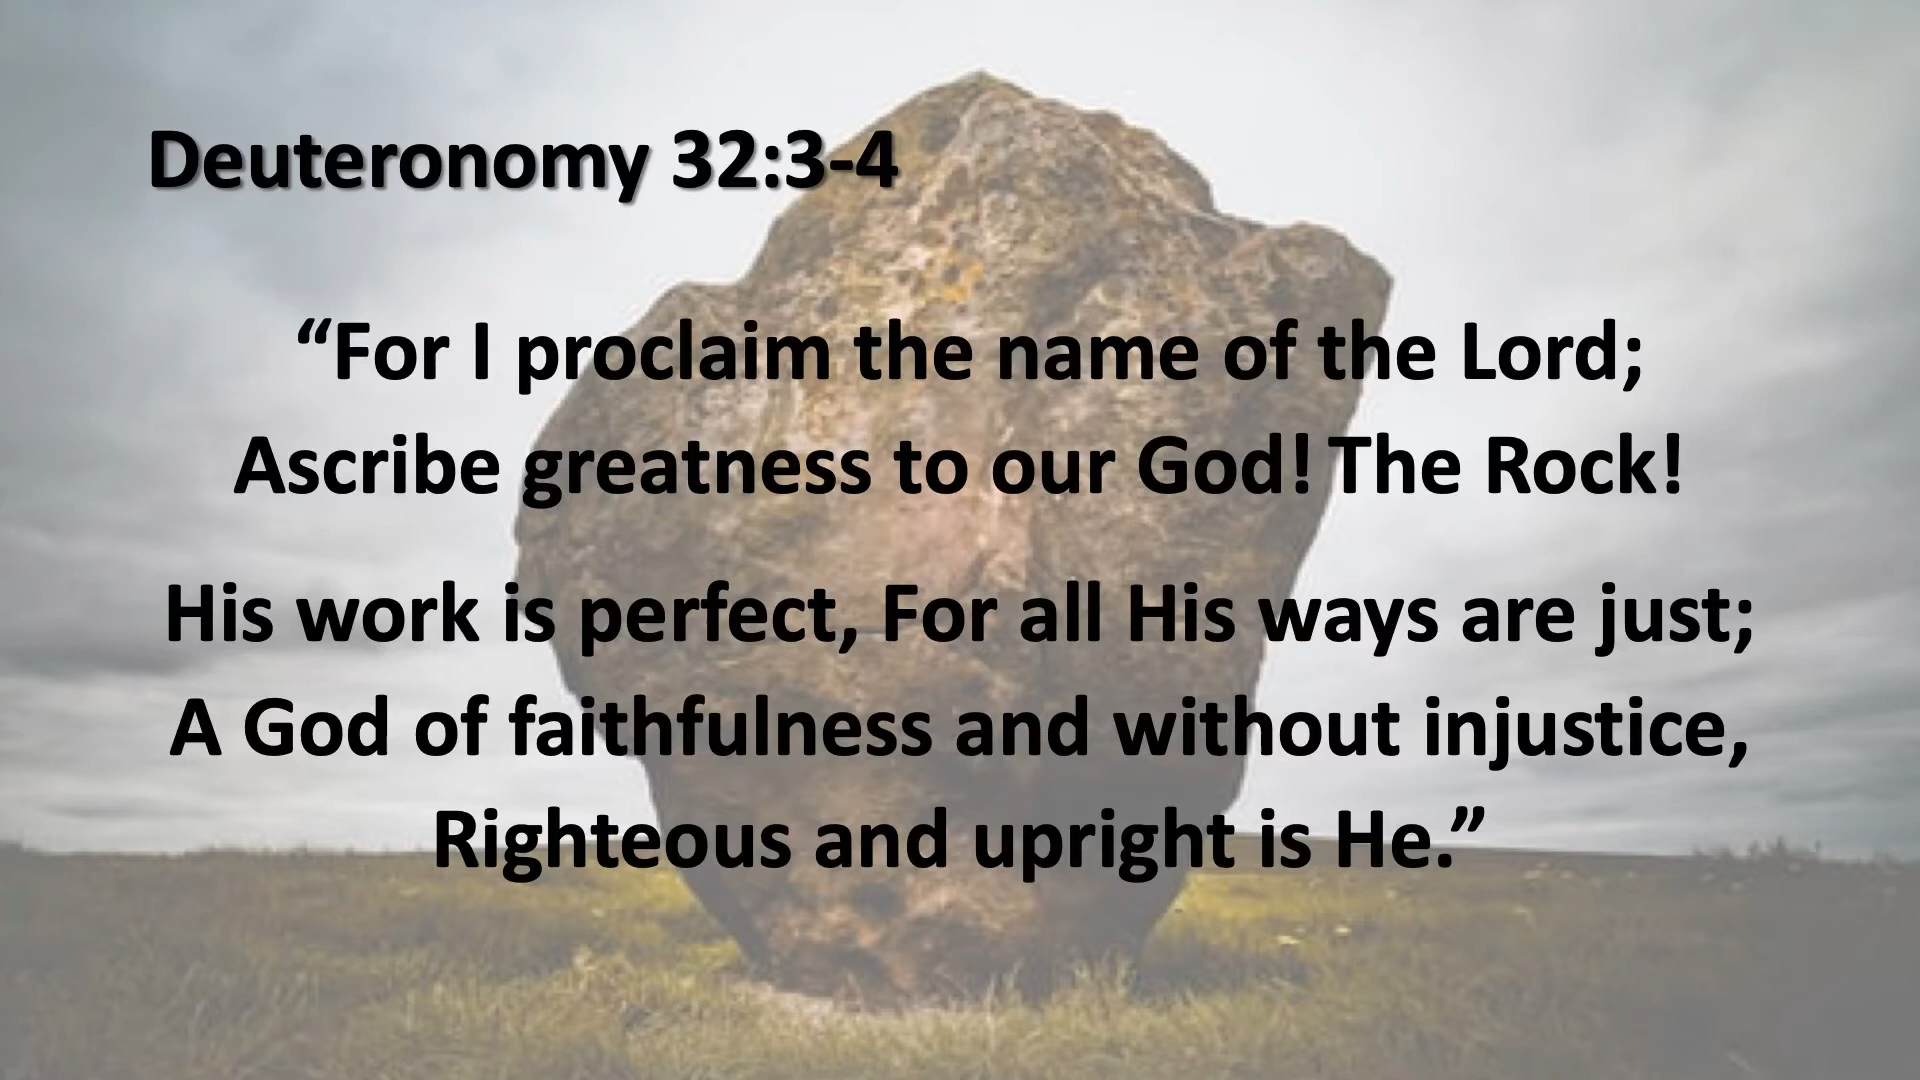 Deuteronomy 32:3-4
“For I proclaim the name of the Lord;
Ascribe greatness to our God! The Rock!
His work is perfect, For all His ways are just;
A God of faithfulness and without injustice,
Righteous and upright is He.”